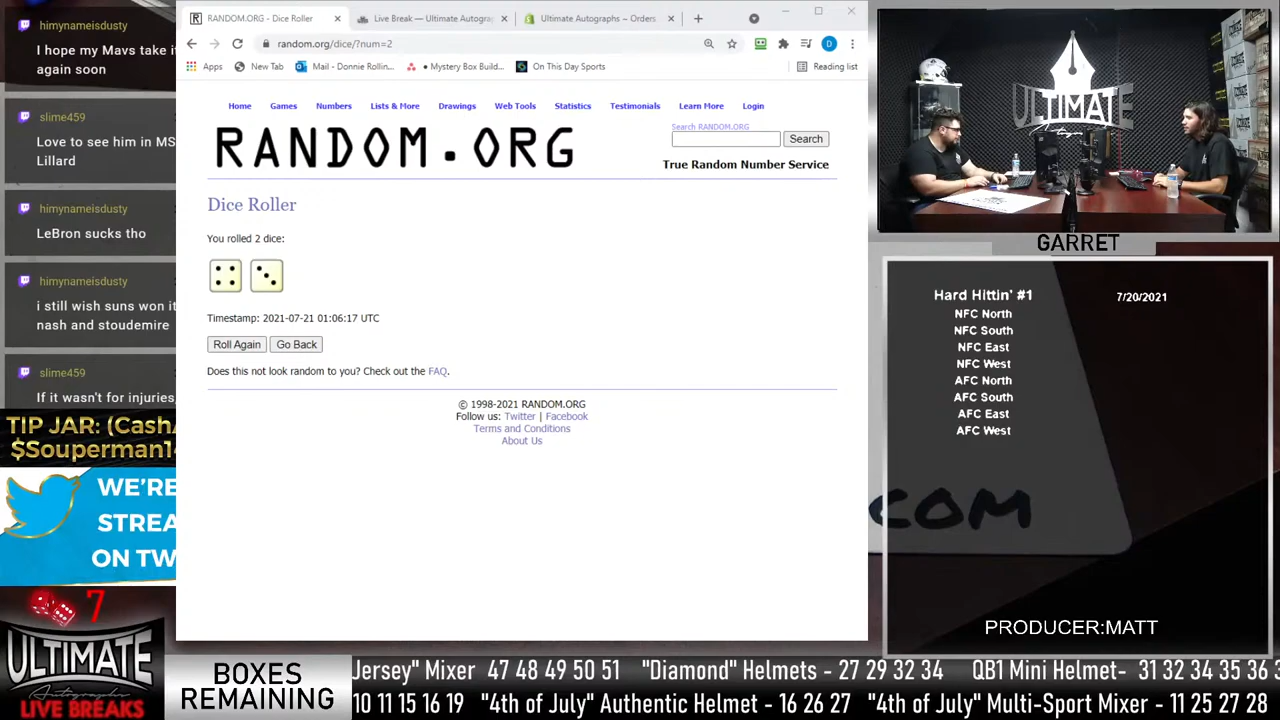 himynameisdusty
I hope my Mavs take i
again soon
slime459
Love to see him in MS
Lillard
himynameisdusty
LeBron sucks tho
himynameisdusty
i still wish suns won it
nash and stoudemire
slime459
If it wasn't for injuries,
TIP JAR: (CashA
$Souperman14
WE'RE
STREA
ON TW
7
ULTIMATE
Autographs
LIVE BREAKS
RANDOM.ORG - Dice Roller
Live Break — Ultimate Autograp
Ultimate Autographs ~ Orders
random.org/dice/?num=2
D
Apps
New Tab
Mail - Donnie Rollin...
• Mystery Box Build...
On This Day Sports
Reading list
Home Games Numbers Lists & More Drawings Web Tools Statistics Testimonials Learn More Login
RANDOM.ORG
Search RANDOM.ORG
Search
True Random Number Service
Dice Roller
You rolled 2 dice:
Timestamp: 2021-07-21 01:06:17 UTC
Roll Again Go Back
Does this not look random to you? Check out the FAQ.
© 1998-2021 RANDOM.ORG
Follow us: Twitter | Facebook
Terms and Conditions
About Us
ULTIMATE
Autographs
GARRET
Hard Hittin' #1 7/20/2021
NFC North
NFC South
NFC East
NFC West
AFC North
AFC South
AFC East
AFC West
.COM
PRODUCER:MATT
BOXES
REMAINING
Jersey" Mixer 47 48 49 50 51 "Diamond" Helmets - 27 29 32 34 QB1 Mini Helmet- 31 32 34 35 36 3
10 11 15 16 19 "4th of July" Authentic Helmet - 16 26 27 "4th of July" Multi-Sport Mixer - 11 25 27 28